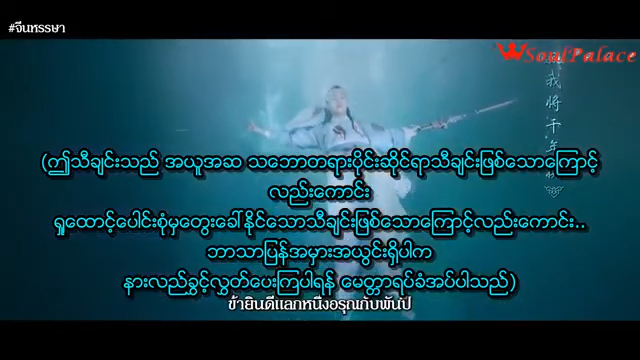 #จีนหรรษา
SoulPalace
我将千年
(ဤသီချင်းသည် အယူအဆ သဘောတရားပိုင်းဆိုင်ရာသီချင်းဖြစ်သောကြောင့်
လည်းကောင်း
ရှုထောင့်ပေါင်းစုံမှတွေးခေါ်နိုင်သောသီချင်းဖြစ်သောကြောင့်လည်းကောင်း..
ဘာသာပြန်အမှားအယွင်းရှိပါက
နားလည်ခွင့်လွှတ်ပေးကြပါရန် မေတ္တာရပ်ခံအပ်ပါသည်)
ข้ายินดีแลกหนึ่งอรุณกับพันปี